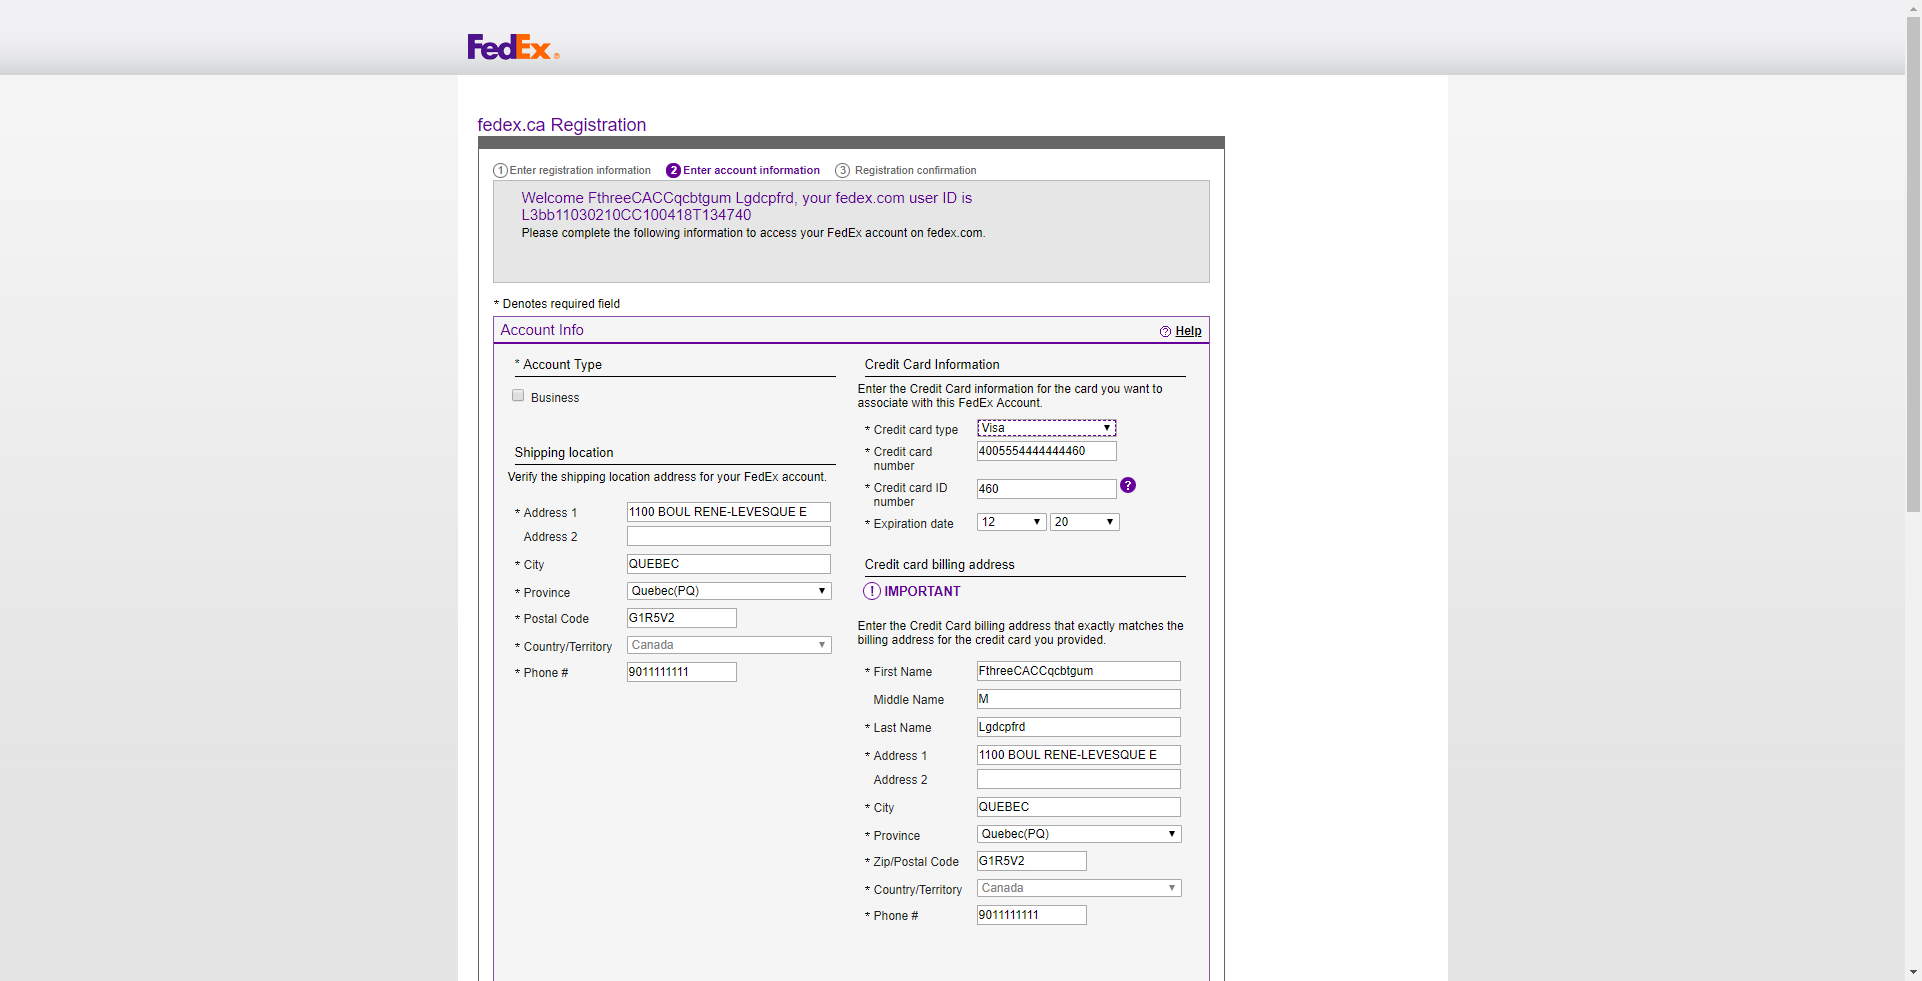 FedEx®
fedex.ca Registration
1 Enter registration information 2 Enter account information 3 Registration confirmation
Welcome FthreeCACCqcbtgum Lgdcpfrd, your fedex.com user ID is
L3bb11030210CC100418T134740
Please complete the following information to access your FedEx account on fedex.com.
* Denotes required field
Account Info
? Help
* Account Type
Business
Shipping location
Verify the shipping location address for your FedEx account.
* Address 1 1100 BOUL RENE-LEVESQUE E
Address 2
* City QUEBEC
* Province Quebec(PQ)
* Postal Code G1R5V2
* Country/Territory Canada
* Phone # 9011111111
Credit Card Information
Enter the Credit Card information for the card you want to
associate with this FedEx Account.
* Credit card type Visa
* Credit card 4005554444444460
number
* Credit card ID 460 ?
number
* Expiration date 12 20
Credit card billing address
! IMPORTANT
Enter the Credit Card billing address that exactly matches the
billing address for the credit card you provided.
* First Name FthreeCACCqcbtgum
Middle Name M
* Last Name Lgdcpfrd
* Address 1 1100 BOUL RENE-LEVESQUE E
Address 2
* City QUEBEC
* Province Quebec(PQ)
* Zip/Postal Code G1R5V2
* Country/Territory Canada
* Phone # 9011111111